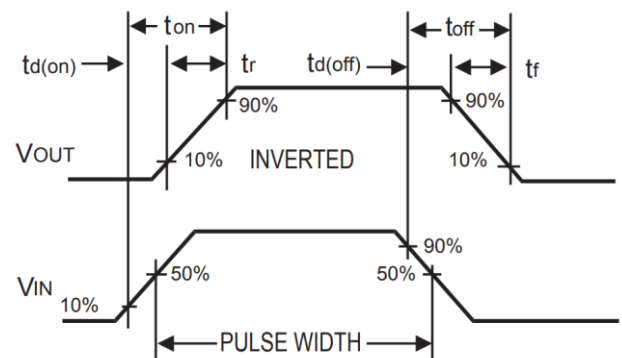 ton toff
td(on) tr td(off) tf
90% 90%
VOUT 10% INVERTED 10%
90%
50% 50%
VIN 10%
PULSE WIDTH